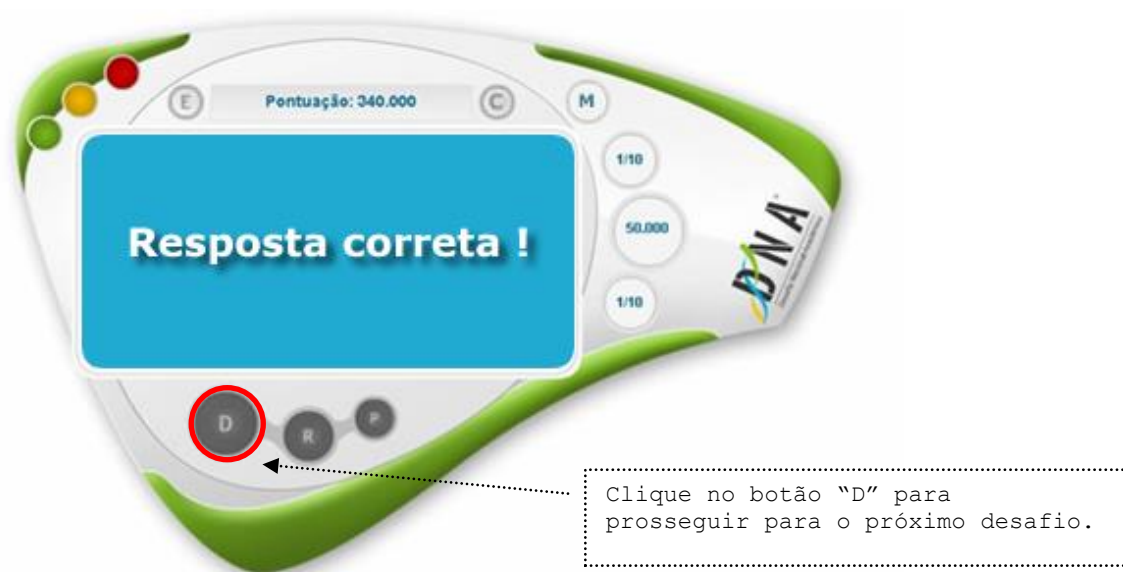 E
Pontuação: 340.000
C
M
1/10
50.000
1/10
Resposta correta !
DNA
D
R
P
Clique no botão “D” para
prosseguir para o próximo desafio.